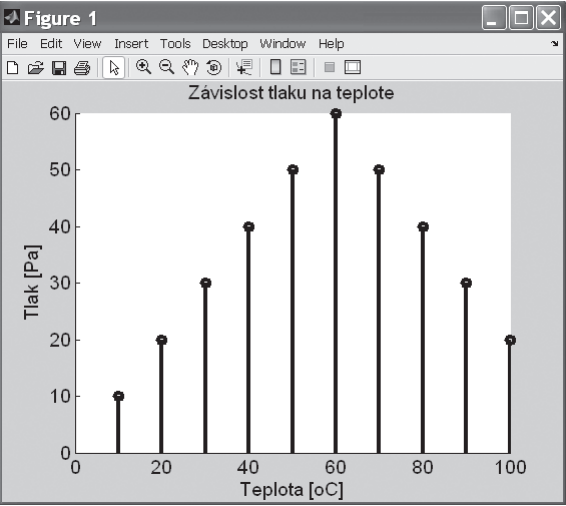 Figure 1
File Edit View Insert Tools Desktop Window Help
Závislost tlaku na teplote
60
50
40
30
20
10
0
Tlak [Pa]
0 20 40 60 80 100
Teplota [oC]